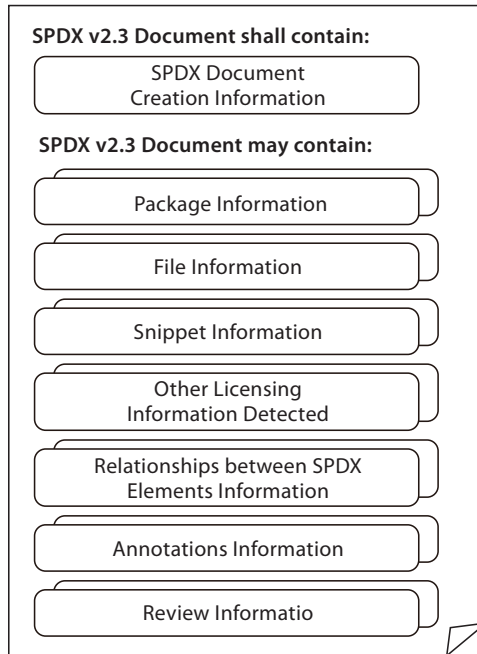 SPDX v2.3 Document shall contain:
SPDX Document
Creation Information
SPDX v2.3 Document may contain:
Package Information
File Information
Snippet Information
Other Licensing
Information Detected
Relationships between SPDX
Elements Information
Annotations Information
Review Informatio